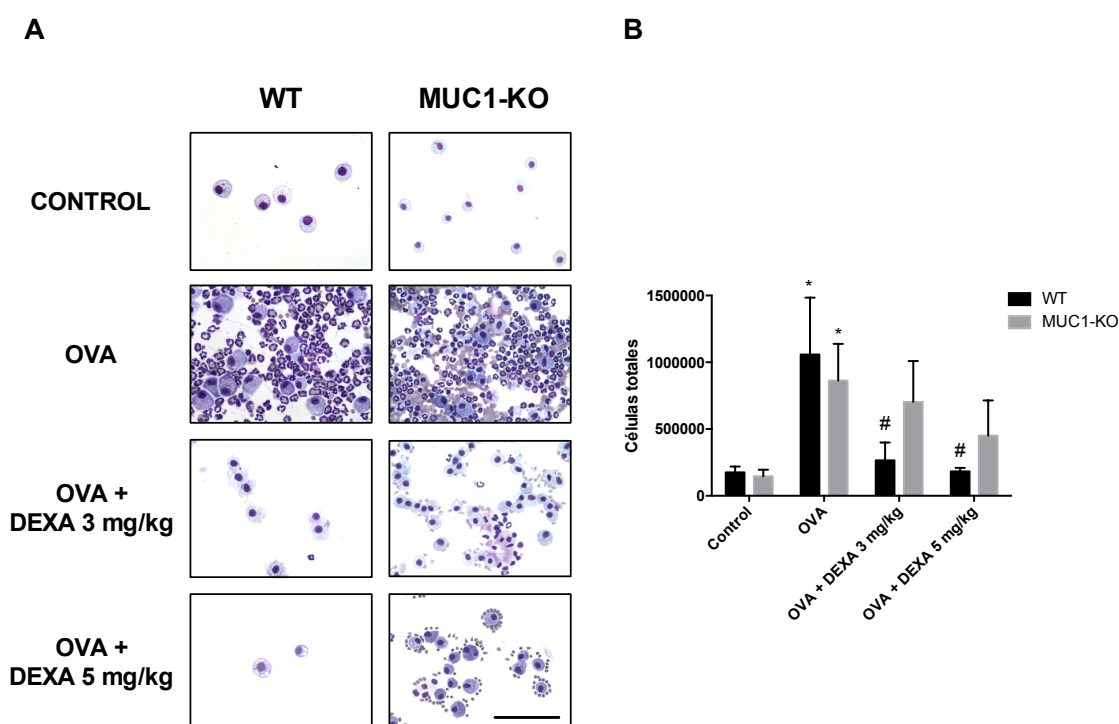 A
B
WT
MUC1-KO
CONTROL
OVA
OVA +
DEXA 3 mg/kg
OVA +
DEXA 5 mg/kg
1500000
1000000
500000
0
Células totales
*
*
#
#
Control
OVA
OVA + DEXA 3 mg/kg
OVA + DEXA 5 mg/kg
WT
MUC1-KO